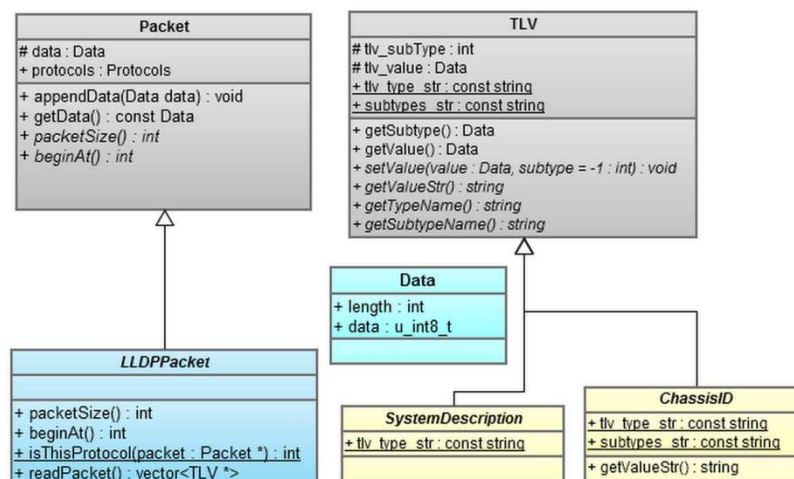 Packet
# data : Data
+ protocols : Protocols
+ appendData(Data data) : void
+ getData() : const Data
+ packetSize() : int
+ beginAt() : int
TLV
# tlv_subType : int
# tlv_value : Data
+ tlv_type_str : const string
+ subtypes_str : const string
+ getSubtype() : Data
+ getValue() : Data
+ setValue(value : Data, subtype = -1 : int) : void
+ getValueStr() : string
+ getTypeName() : string
+ getSubtypeName() : string
Data
+ length : int
+ data : u_int8_t
LLDPPacket
+ packetSize() : int
+ beginAt() : int
+ isThisProtocol(packet : Packet *) : int
+ readPacket() : vector<TLV *>
SystemDescription
+ tlv_type_str : const string
ChassisID
+ tlv_type_str : const string
+ subtypes_str : const string
+ getValueStr() : string